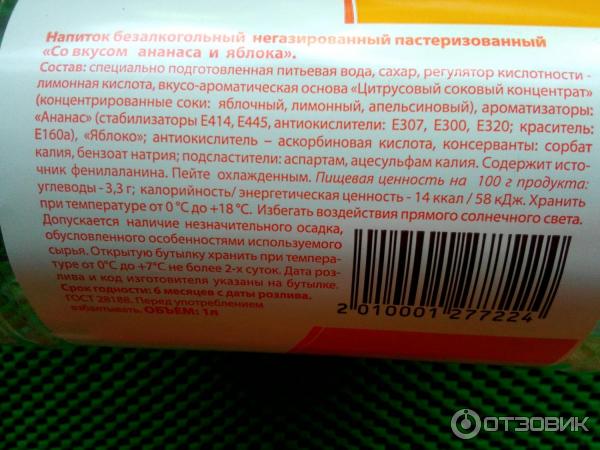 Напиток безалкогольный негазированный пастеризованный
«Со вкусом ананаса и яблока».
Состав: специально подготовленная питьевая вода, сахар, регулятор кислотности -
лимонная кислота, вкусо-ароматическая основа «Цитрусовый соковый концентрат»
(концентрированные соки: яблочный, лимонный, апельсиновый), ароматизаторы:
«Ананас» (стабилизаторы Е414, Е445, антиокислители: Е307, Е300, Е320; краситель:
Е160а), «Яблоко»; антиокислитель – аскорбиновая кислота, консерванты: сорбат
калия, бензоат натрия; подсластители: аспартам, ацесульфам калия. Содержит источ-
ник фенилаланина. Пейте охлажденным. Пищевая ценность на 100 г продукта:
углеводы - 3,3 г; калорийность/ энергетическая ценность - 14 ккал / 58 кДж. Хранить
при температуре от 0 °С до +18 °С. Избегать воздействия прямого солнечного света.
Допускается наличие незначительного осадка,
обусловленного особенностями используемого
сырья. Открытую бутылку хранить при темпера-
туре от 0°С до +7°С не более 2-х суток. Дата роз-
лива и код изготовителя указаны на бутылке.
Срок годности: 6 месяцев с даты розлива.
ГОСТ 28188. Перед употреблением
взбалтывать. ОБЪЕМ: 1л
2 010001 277224
ОТЗОВИК